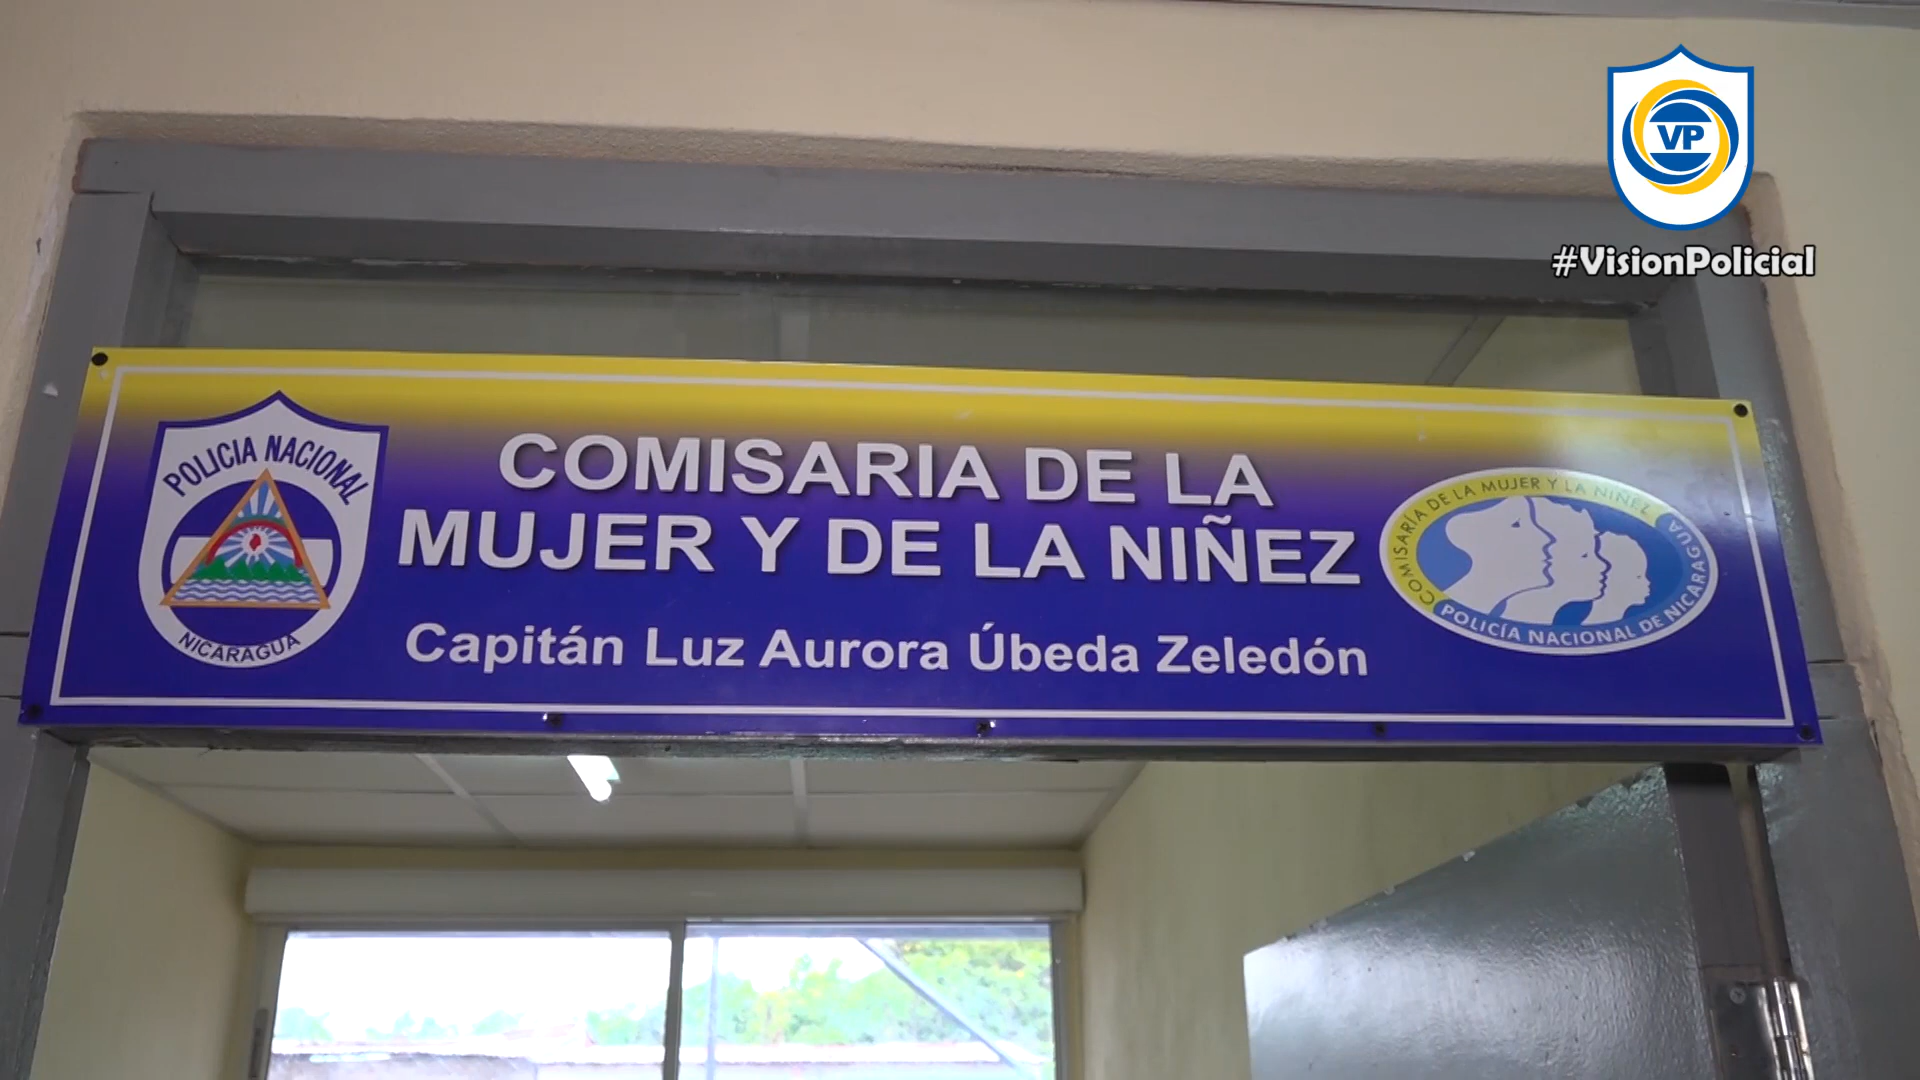 VP
#VisionPolicial
POLICIA NACIONAL
NICARAGUA
COMISARIA DE LA
MUJER Y DE LA NIÑEZ
Capitán Luz Aurora Úbeda Zeledón
COMISARÍA DE LA MUJER Y LA NIÑEZ
POLICÍA NACIONAL DE NICARAGUA